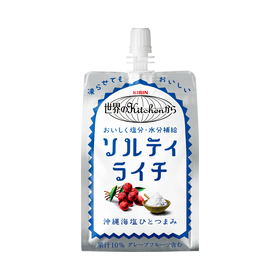 KIRIN
凍らせても おいしい
世界のKitchenから
おいしく塩分・水分補給
ソルティ
ライチ
沖縄海塩ひとつまみ
果汁10% グレープフルーツ含む